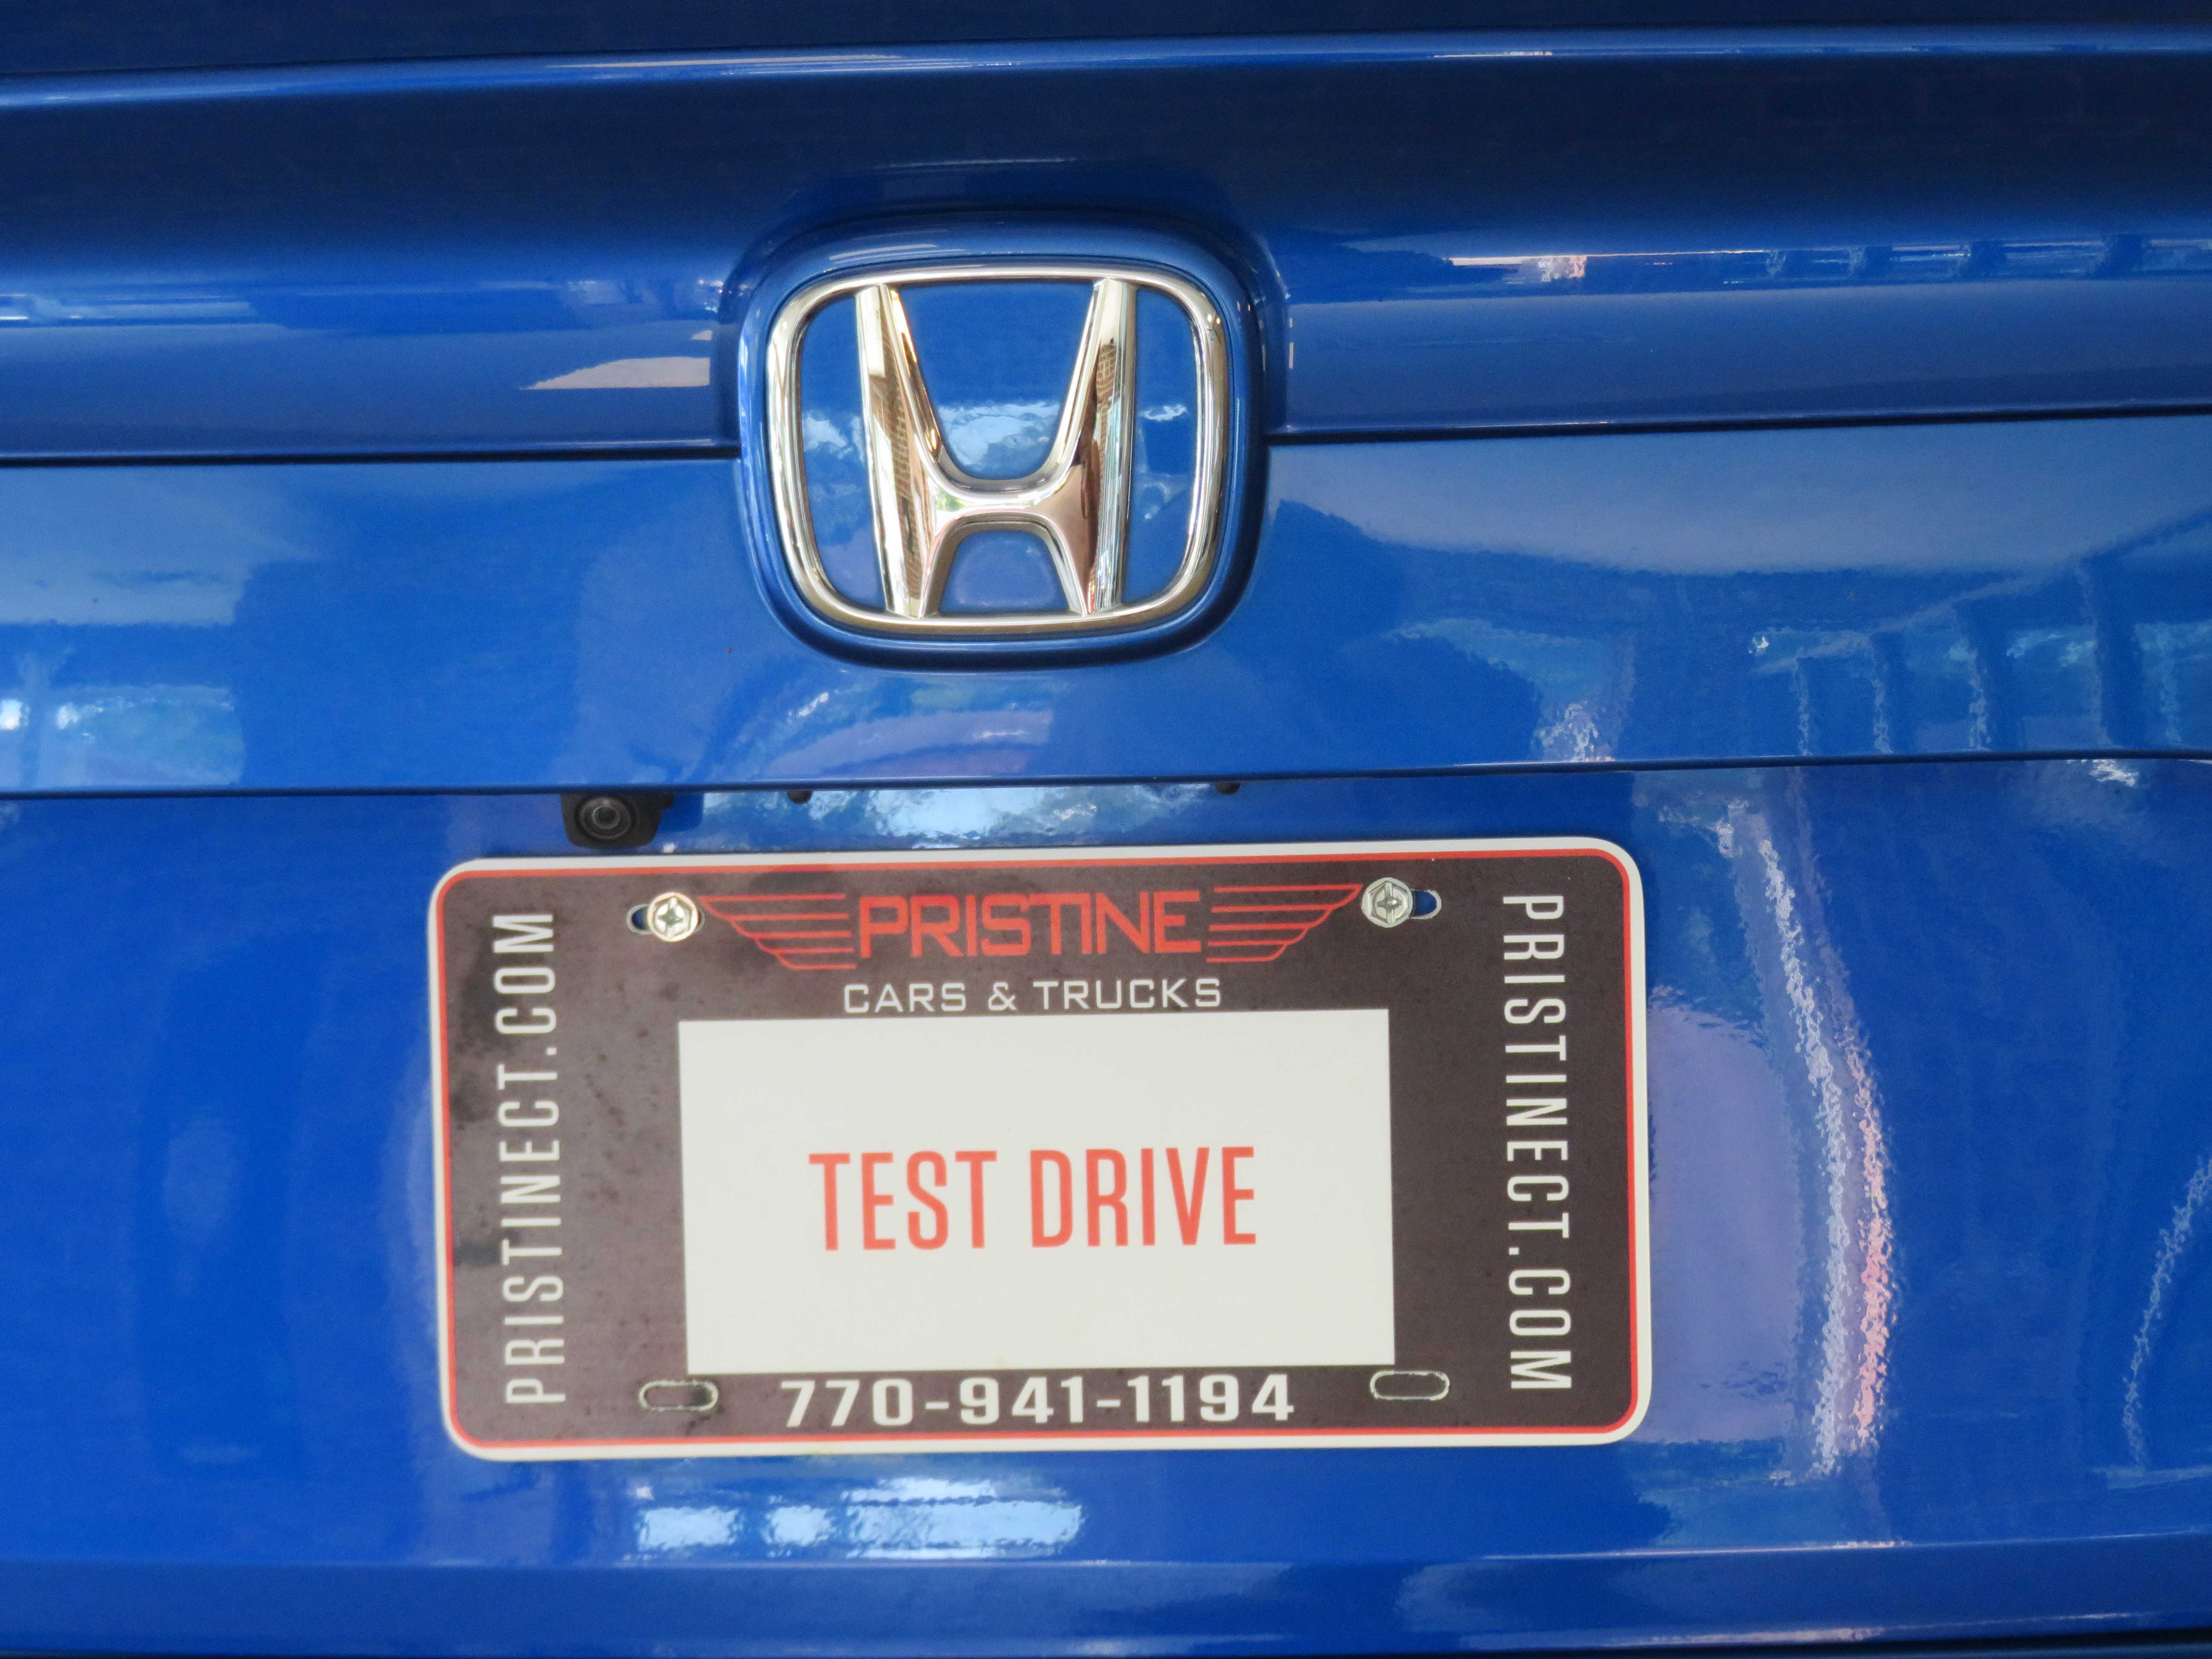 PRISTINE
CARS & TRUCKS
PRISTINECT.COM
TEST DRIVE
PRISTINECT.COM
770-941-1194